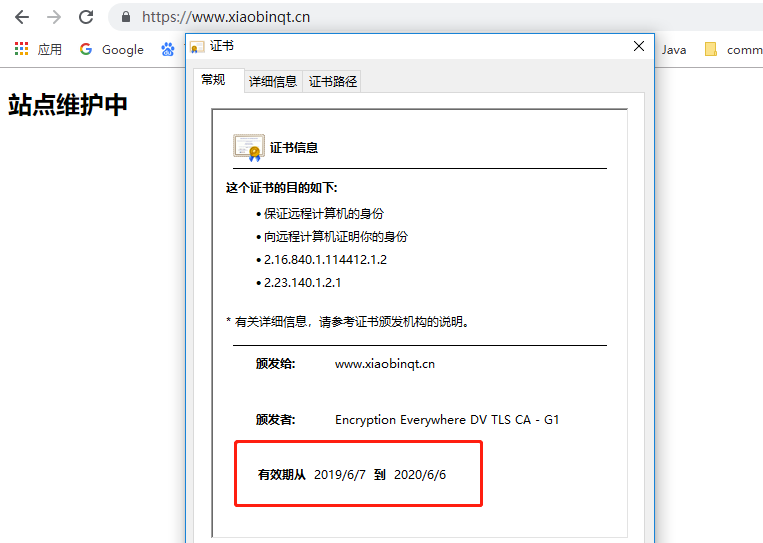 https://www.xiaobinqt.cn
应用
Google
Java
comm
站点维护中
证书
常规
详细信息
证书路径
证书信息
这个证书的目的如下:
• 保证远程计算机的身份
• 向远程计算机证明你的身份
• 2.16.840.1.114412.1.2
• 2.23.140.1.2.1
* 有关详细信息，请参考证书颁发机构的说明。
颁发给: www.xiaobinqt.cn
颁发者: Encryption Everywhere DV TLS CA - G1
有效期从 2019/6/7 到 2020/6/6